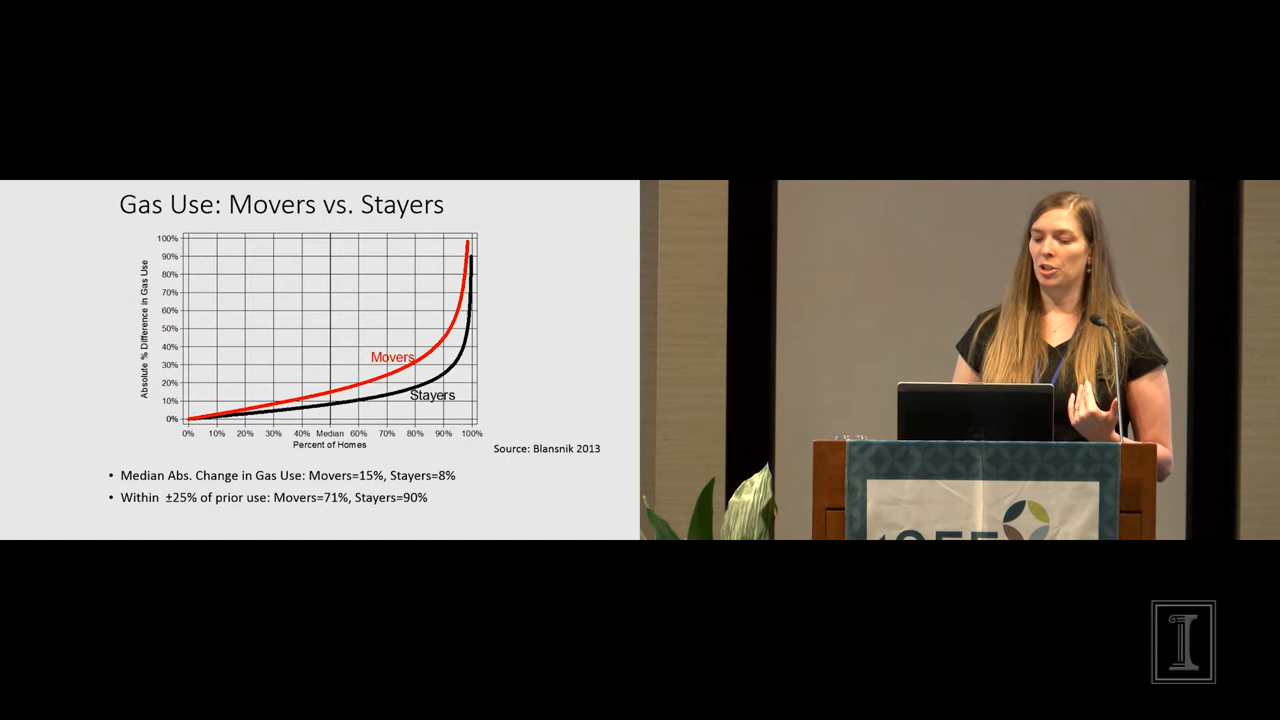 Gas Use: Movers vs. Stayers
Absolute % Difference in Gas Use
100%
90%
80%
70%
60%
50%
40%
30%
20%
10%
0%
Movers
Stayers
0% 10% 20% 30% 40% Median 60% 70% 80% 90% 100%
Percent of Homes
Source: Blansnik 2013
• Median Abs. Change in Gas Use: Movers=15%, Stayers=8%
• Within ±25% of prior use: Movers=71%, Stayers=90%
I